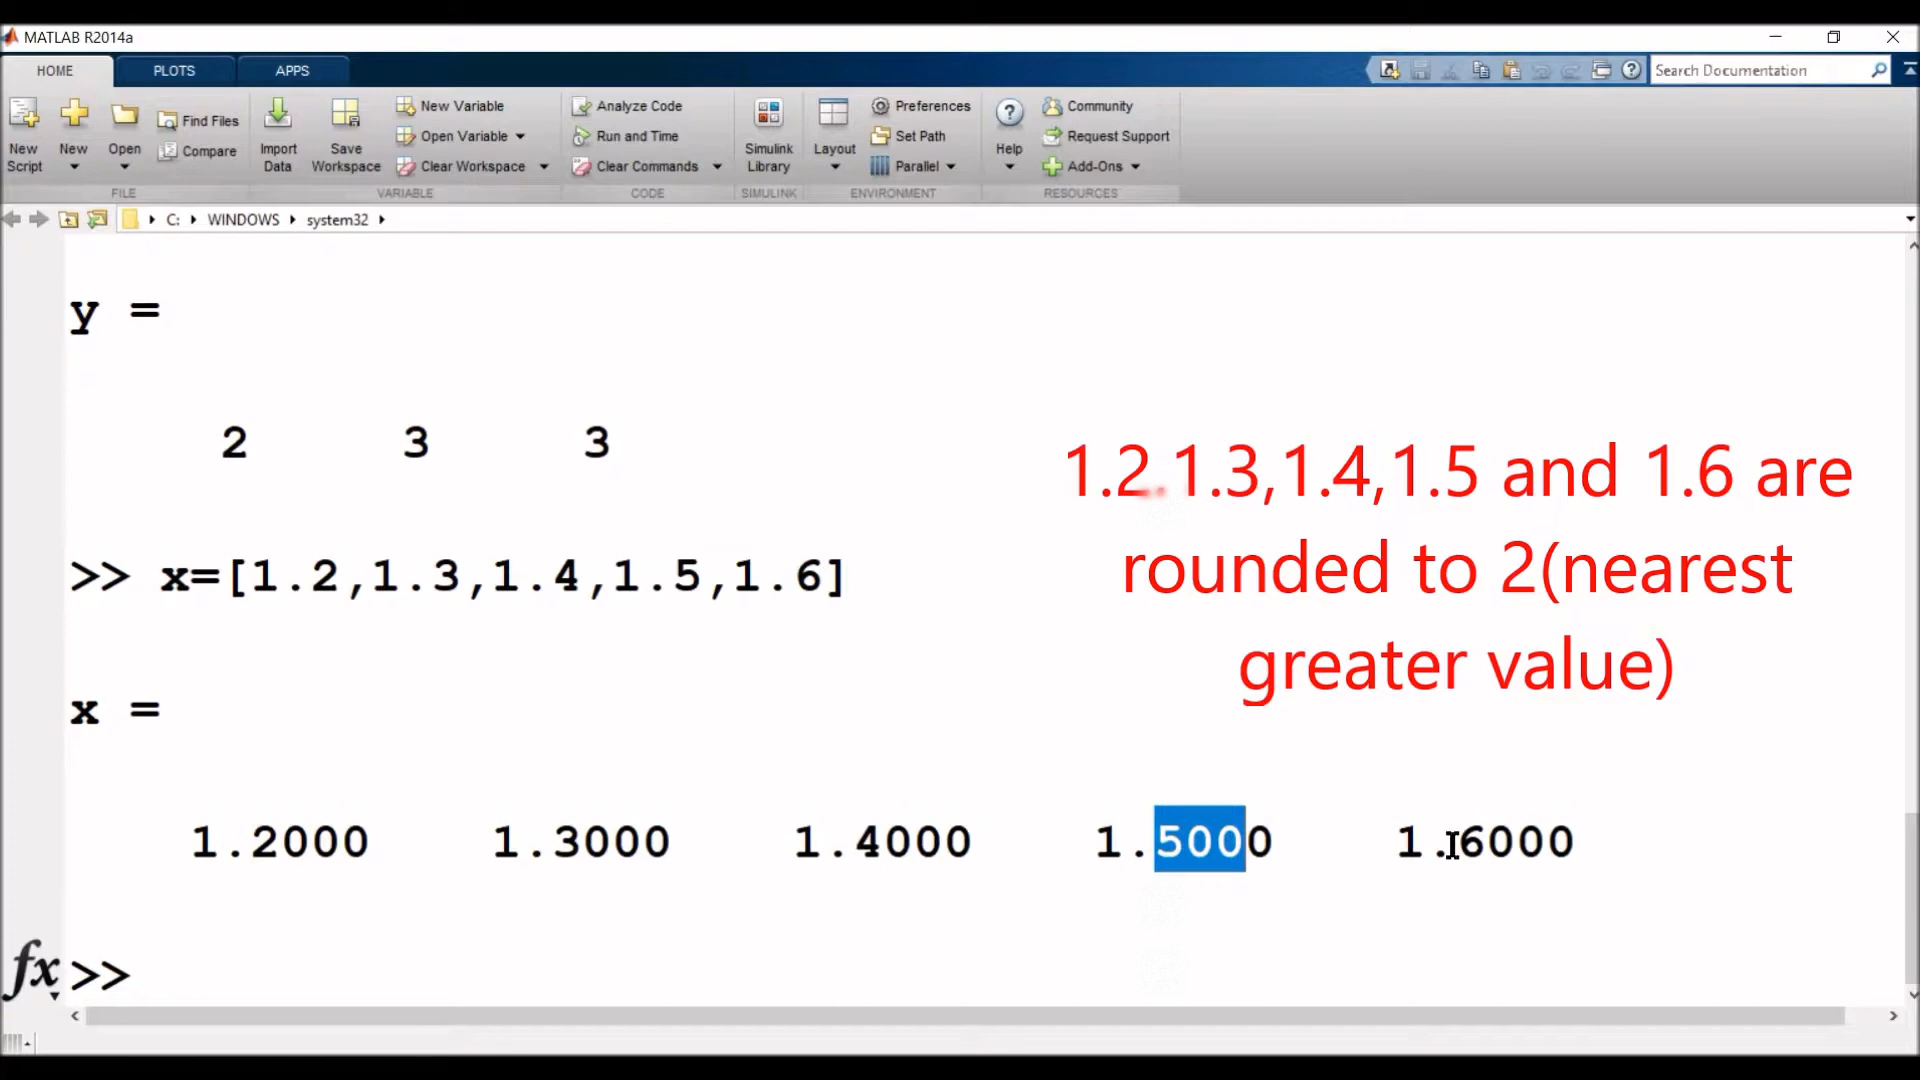 MATLAB R2014a
HOME PLOTS APPS
Search Documentation
New Script
New
Open
Find Files
Compare
Import Data
Save Workspace
New Variable
Open Variable
Clear Workspace
Analyze Code
Run and Time
Clear Commands
Simulink Library
Layout
Preferences
Set Path
Parallel
Help
Community
Request Support
Add-Ons
FILE VARIABLE CODE SIMULINK ENVIRONMENT RESOURCES
C: WINDOWS system32
y =
2 3 3
>> x=[1.2,1.3,1.4,1.5,1.6]
x =
1.2000 1.3000 1.4000 1.5000 1.6000
fx >>
1.2,1.3,1.4,1.5 and 1.6 are
rounded to 2(nearest
greater value)